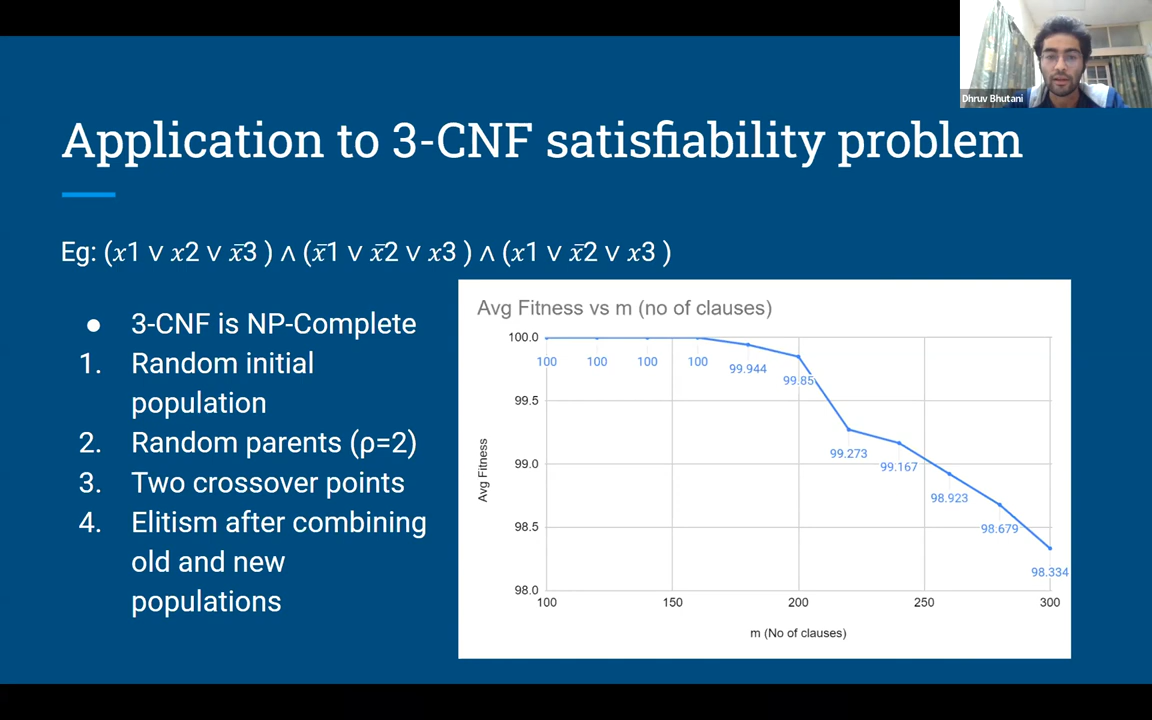 Dhruv Bhutani
Application to 3-CNF satisfiability problem
Eg: (x1 ∨ x2 ∨ x̄3 ) ∧ (x̄1 ∨ x̄2 ∨ x3 ) ∧ (x1 ∨ x̄2 ∨ x3 )
● 3-CNF is NP-Complete
1. Random initial
population
2. Random parents (ρ=2)
3. Two crossover points
4. Elitism after combining
old and new
populations
Avg Fitness vs m (no of clauses)
Avg Fitness
100.0
99.5
99.0
98.5
98.0
100
100
100
100
99.944
99.85
99.273
99.167
98.923
98.679
98.334
100
150
200
250
300
m (No of clauses)